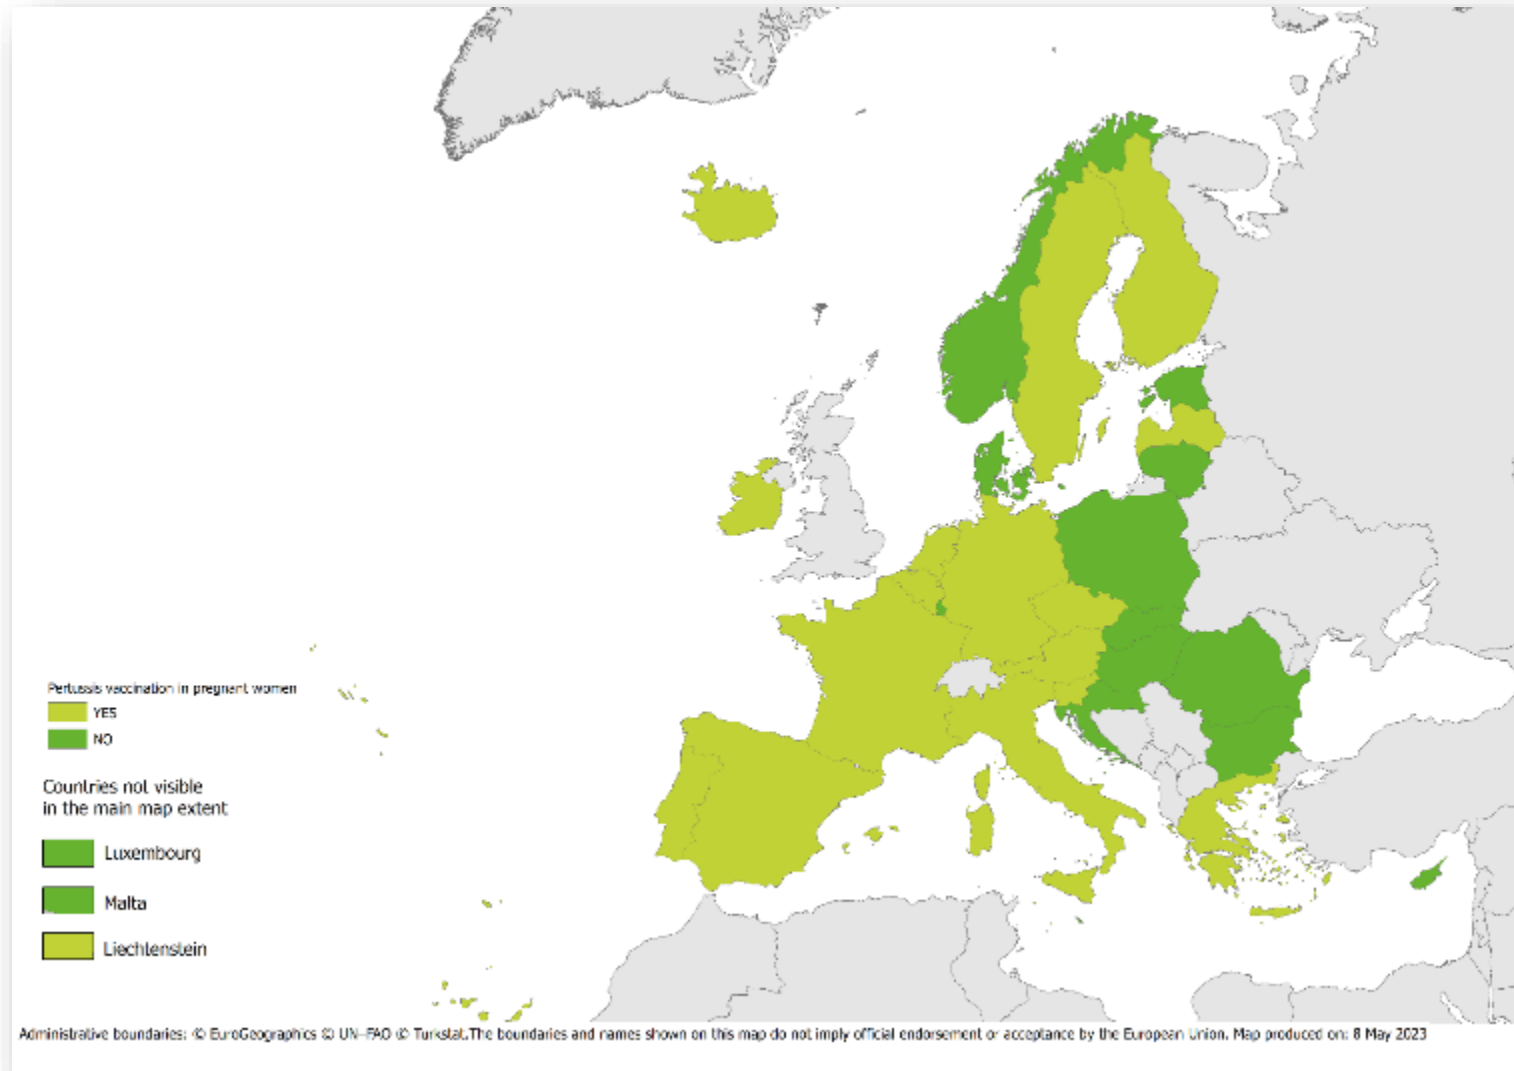 Pertussis vaccination in pregnant women
YES
NO
Countries not visible
in the main map extent
Luxembourg
Malta
Liechtenstein
Administrative boundaries: © EuroGeographics © UN-FAO © Turkstat.The boundaries and names shown on this map do not imply official endorsement or acceptance by the European Union. Map produced on: 8 May 2023